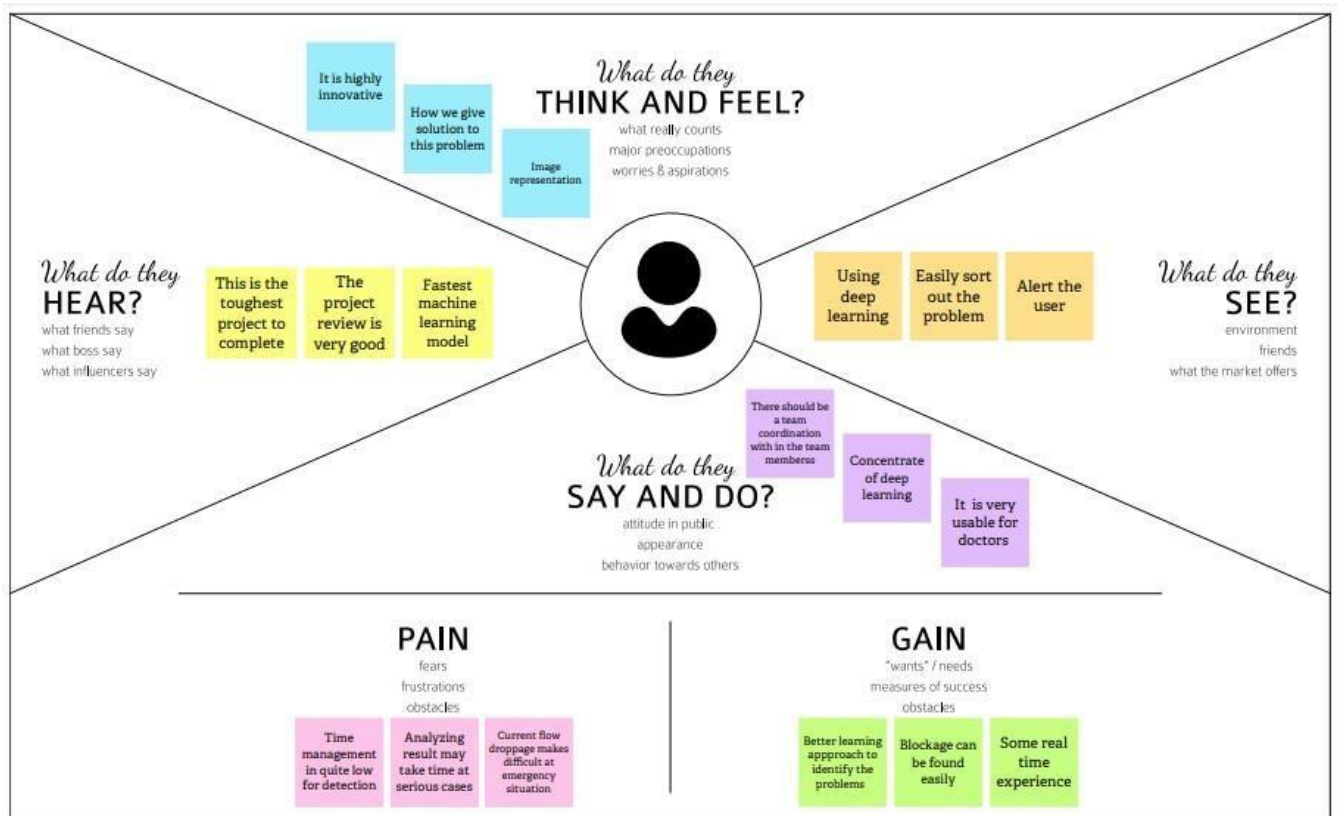 What do they
THINK AND FEEL?
what really counts
major preoccupations
worries & aspirations
It is highly
innovative
How we give
solution to
this problem
Image
representation
What do they
HEAR?
what friends say
what boss say
what influencers say
This is the
toughest
project to
complete
The
project
review is
very good
Fastest
machine
learning
model
Using
deep
learning
Easily sort
out the
problem
Alert the
user
What do they
SEE?
environment
friends
what the market offers
What do they
SAY AND DO?
attitude in public
appearance
behavior towards others
There should be
a team
coordination
with in the team
memberss
Concentrate
of deep
learning
It is very
usable for
doctors
PAIN
fears
frustrations
obstacles
Time
management
in quite low
for detection
Analyzing
result may
take time at
serious cases
Current flow
droppage makes
difficult at
emergency
situation
GAIN
"wants" / needs
measures of success
obstacles
Better learning
appproach to
identify the
problems
Blockage can
be found
easily
Some real
time
experience